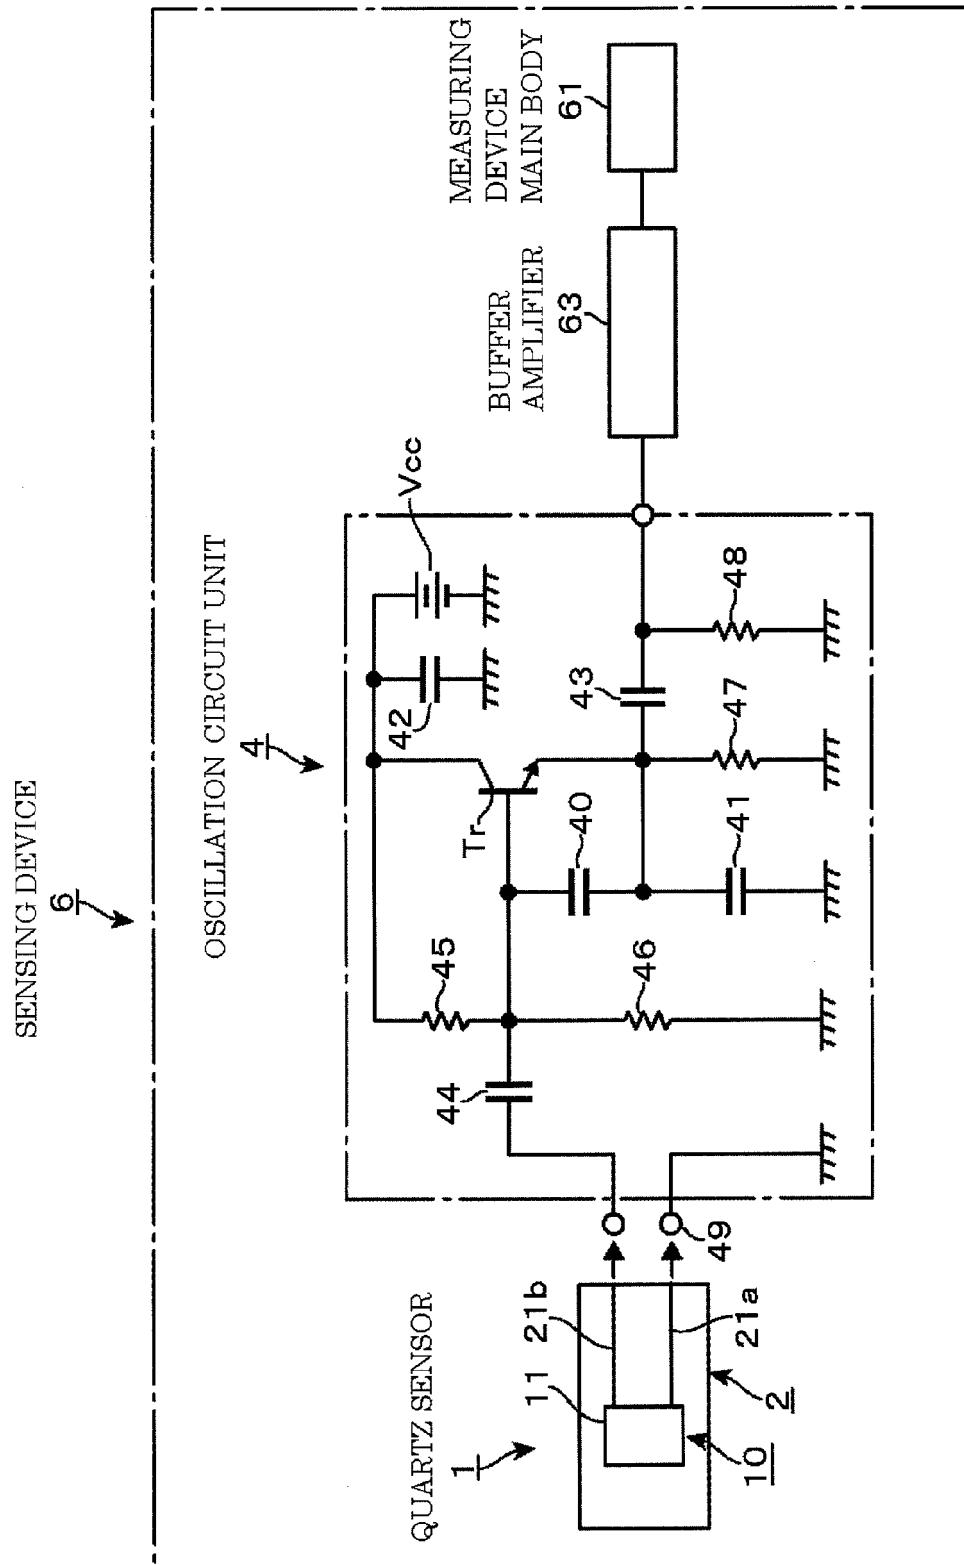 SENSING DEVICE
6
OSCILLATION CIRCUIT UNIT
4
QUARTZ SENSOR
1
11
21b
21a
10
2
49
44
45
46
Tr
40
41
42
Vcc
43
47
48
BUFFER
AMPLIFIER
63
MEASURING
DEVICE
MAIN BODY
61